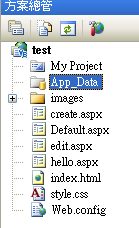 方案總管
test
My Project
App_Data
images
create.aspx
Default.aspx
edit.aspx
hello.aspx
index.html
style.css
Web.config